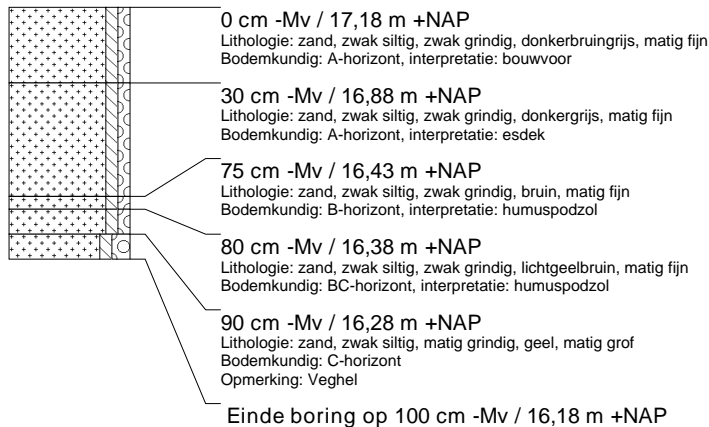 0 cm -Mv / 17,18 m +NAP
Lithologie: zand, zwak siltig, zwak grindig, donkerbruingrijs, matig fijn
Bodemkundig: A-horizont, interpretatie: bouwvoor
30 cm -Mv / 16,88 m +NAP
Lithologie: zand, zwak siltig, zwak grindig, donkergrijs, matig fijn
Bodemkundig: A-horizont, interpretatie: esdek
75 cm -Mv / 16,43 m +NAP
Lithologie: zand, zwak siltig, zwak grindig, bruin, matig fijn
Bodemkundig: B-horizont, interpretatie: humuspodzol
80 cm -Mv / 16,38 m +NAP
Lithologie: zand, zwak siltig, zwak grindig, lichtgeelbruin, matig fijn
Bodemkundig: BC-horizont, interpretatie: humuspodzol
90 cm -Mv / 16,28 m +NAP
Lithologie: zand, zwak siltig, matig grindig, geel, matig grof
Bodemkundig: C-horizont
Opmerking: Veghel
Einde boring op 100 cm -Mv / 16,18 m +NAP